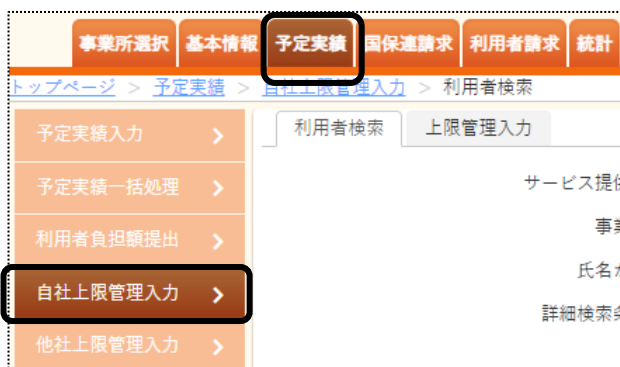 事業所選択 基本情報 予定実績 国保連請求 利用者請求 統計
トップページ > 予定実績 > 自社上限管理入力 > 利用者検索
予定実績入力
予定実績一括処理
利用者負担額提出
自社上限管理入力
他社上限管理入力
利用者検索 上限管理入力
サービス提
事
氏名
詳細検索